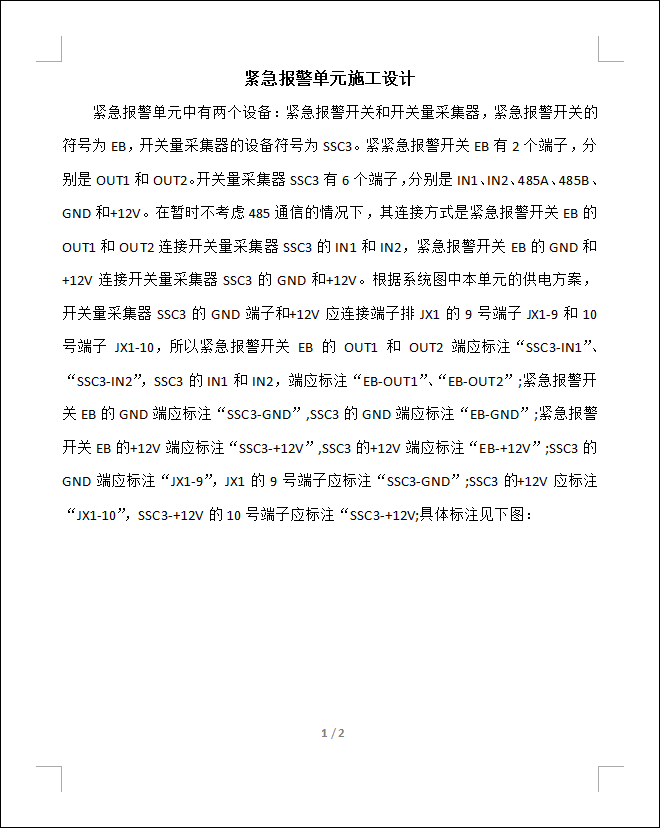 紧急报警单元施工设计
紧急报警单元中有两个设备：紧急报警开关和开关量采集器，紧急报警开关的
符号为 EB，开关量采集器的设备符号为 SSC3。紧紧急报警开关 EB 有 2 个端子，分
别是 OUT1 和 OUT2。开关量采集器 SSC3 有 6 个端子，分别是 IN1、IN2、485A、485B、
GND 和+12V。在暂时不考虑 485 通信的情况下，其连接方式是紧急报警开关 EB 的
OUT1 和 OUT2 连接开关量采集器 SSC3 的 IN1 和 IN2，紧急报警开关 EB 的 GND 和
+12V 连接开关量采集器 SSC3 的 GND 和+12V。根据系统图中本单元的供电方案，
开关量采集器 SSC3 的 GND 端子和+12V 应连接端子排 JX1 的 9 号端子 JX1-9 和 10
号端子 JX1-10，所以紧急报警开关 EB 的 OUT1 和 OUT2 端应标注“SSC3-IN1”、
“SSC3-IN2”，SSC3 的 IN1 和 IN2，端应标注“EB-OUT1”、“EB-OUT2”;紧急报警开
关 EB 的 GND 端应标注“SSC3-GND”,SSC3 的 GND 端应标注“EB-GND”;紧急报警
开关 EB 的+12V 端应标注“SSC3-+12V”,SSC3 的+12V 端应标注“EB-+12V”;SSC3 的
GND 端应标注“JX1-9”，JX1 的 9 号端子应标注“SSC3-GND”;SSC3 的+12V 应标注
“JX1-10”，SSC3-+12V 的 10 号端子应标注“SSC3-+12V;具体标注见下图：
1 / 2